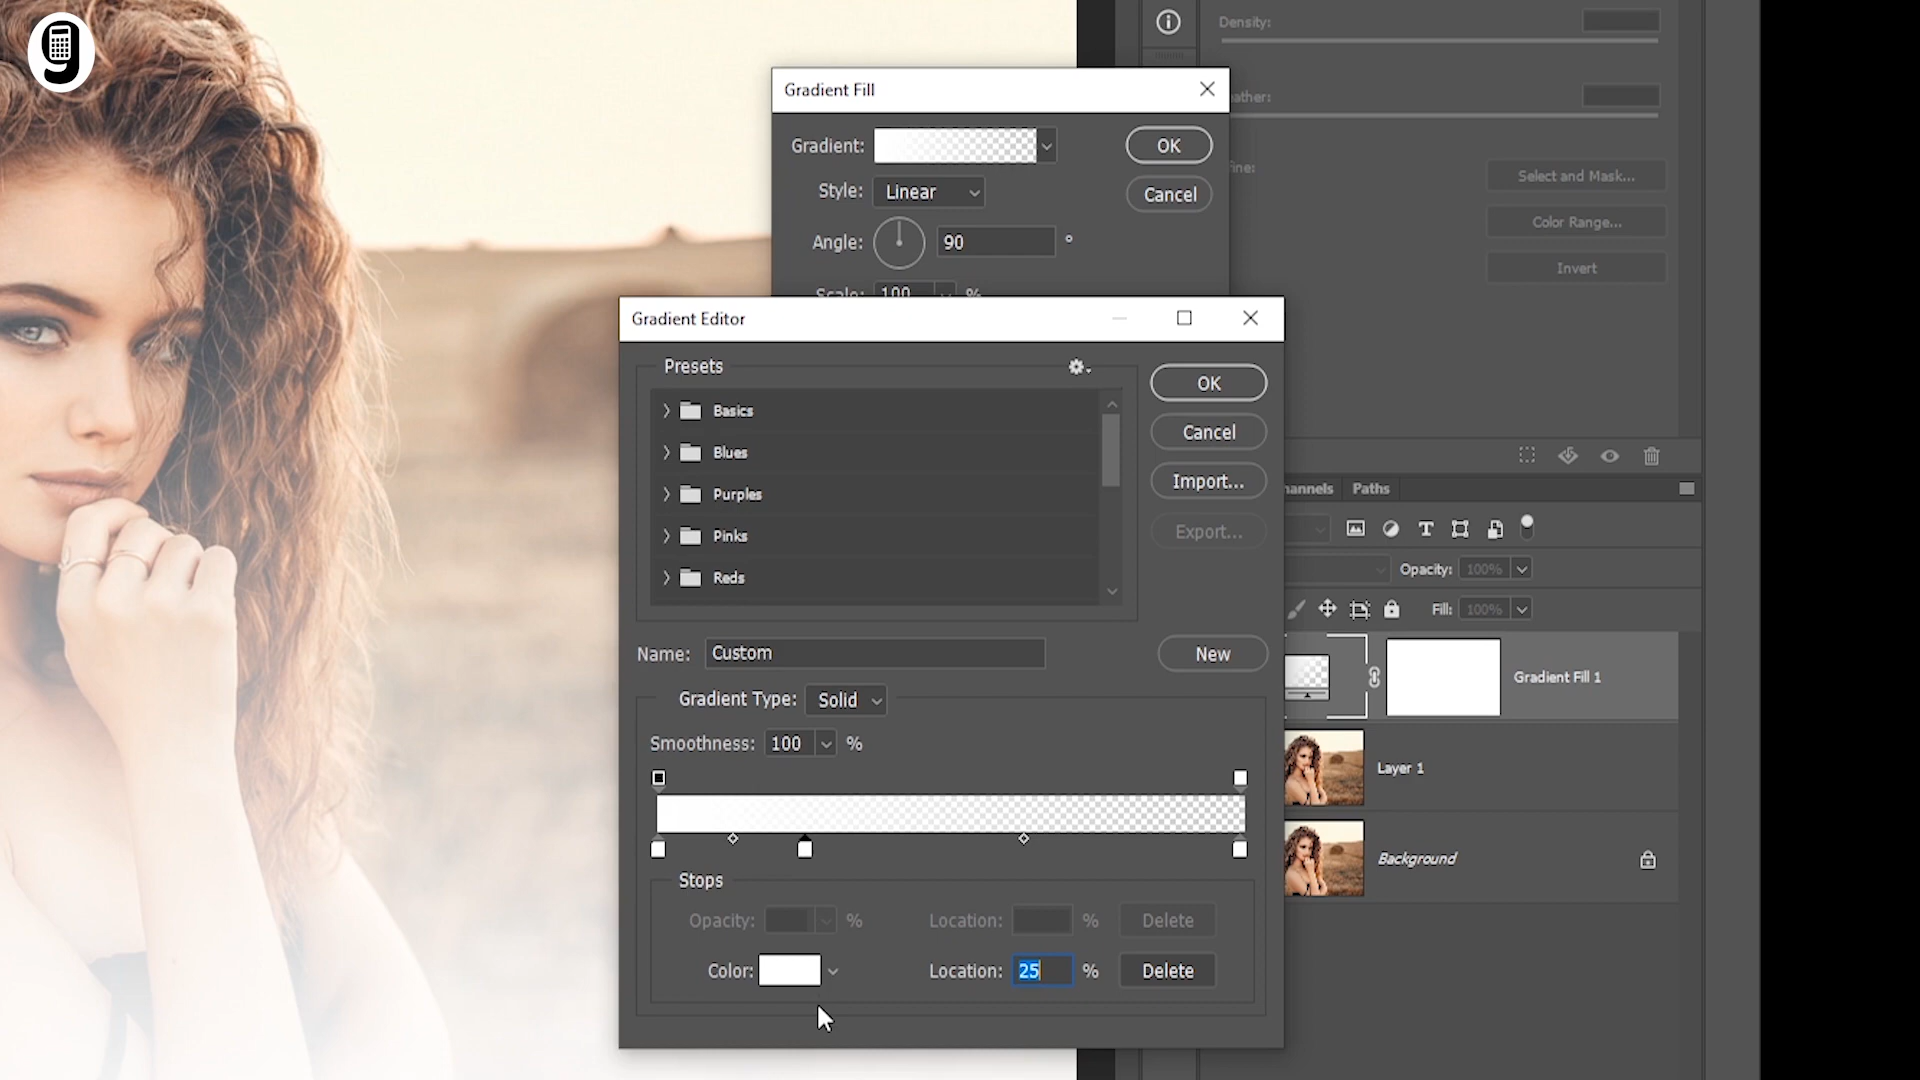 Density:
Gradient Fill
ather:
Gradient:
OK
Style: Linear
Cancel
fine:
Select and Mask...
Color Range...
Angle: 90 °
Invert
Scale: 100 %
Gradient Editor
Presets
Basics
Blues
Purples
Pinks
Reds
OK
Cancel
Import...
Export...
annels
Paths
Opacity: 100%
Fill: 100%
Name: Custom
New
Gradient Fill 1
Gradient Type: Solid
Smoothness: 100 %
Layer 1
Background
Stops
Opacity: %
Location: %
Delete
Color:
Location: 25 %
Delete